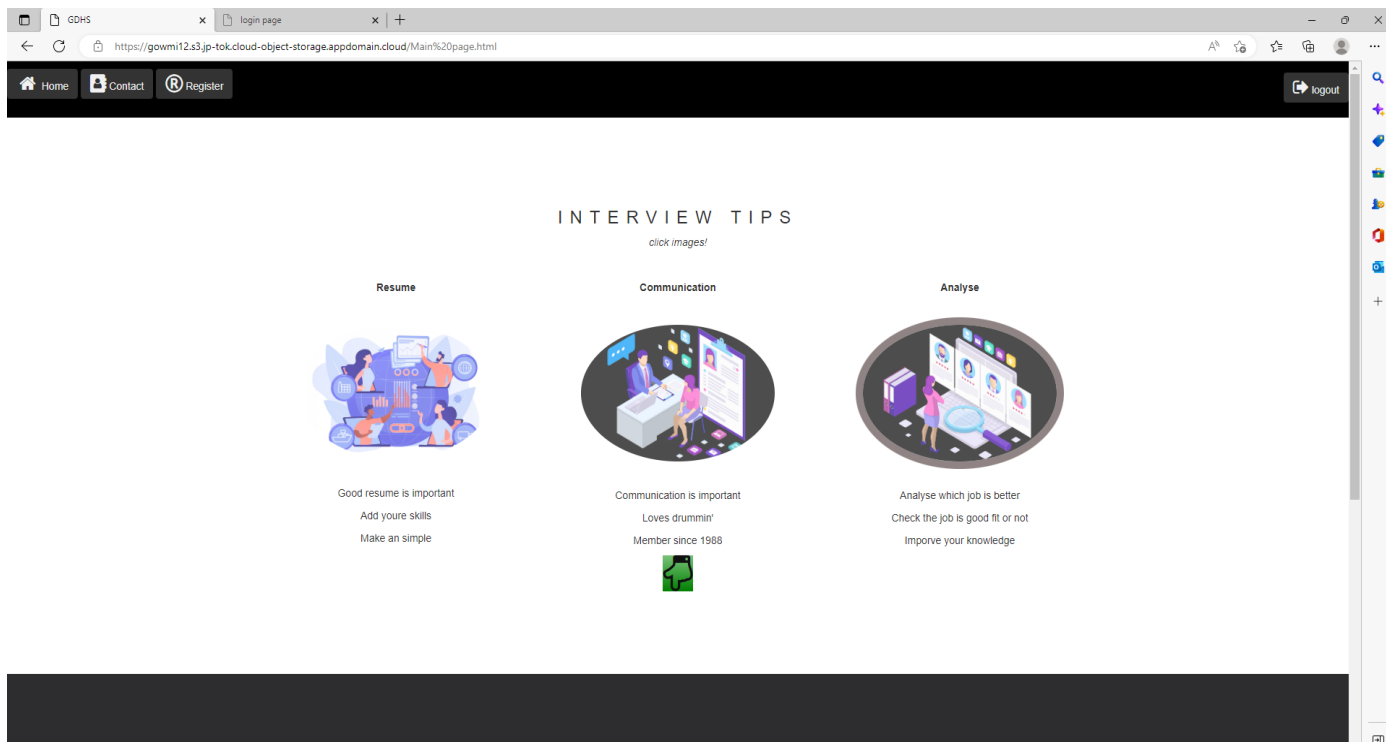 GDHS
login page
https://gowmi12.s3.jp-tok.cloud-object-storage.appdomain.cloud/Main%20page.html
Home Contact Register logout
INTERVIEW TIPS
click images!
Resume Communication Analyse
Good resume is important
Add youre skills
Make an simple
Communication is important
Loves drummin'
Member since 1988
Analyse which job is better
Check the job is good fit or not
Imporve your knowledge